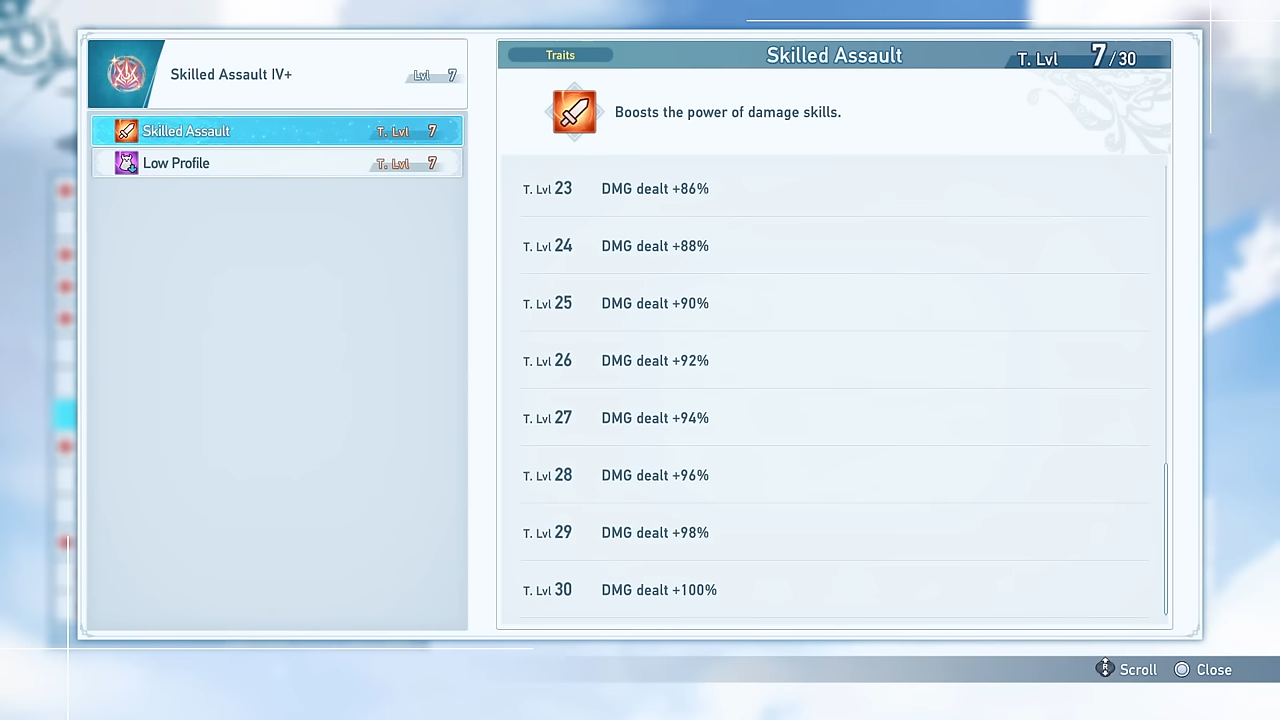 Skilled Assault IV+ Lvl 7
Skilled Assault T. Lvl 7
Low Profile T. Lvl 7
Traits Skilled Assault T. Lvl 7/30
Boosts the power of damage skills.
T. Lvl 23 DMG dealt +86%
T. Lvl 24 DMG dealt +88%
T. Lvl 25 DMG dealt +90%
T. Lvl 26 DMG dealt +92%
T. Lvl 27 DMG dealt +94%
T. Lvl 28 DMG dealt +96%
T. Lvl 29 DMG dealt +98%
T. Lvl 30 DMG dealt +100%
R Scroll Close